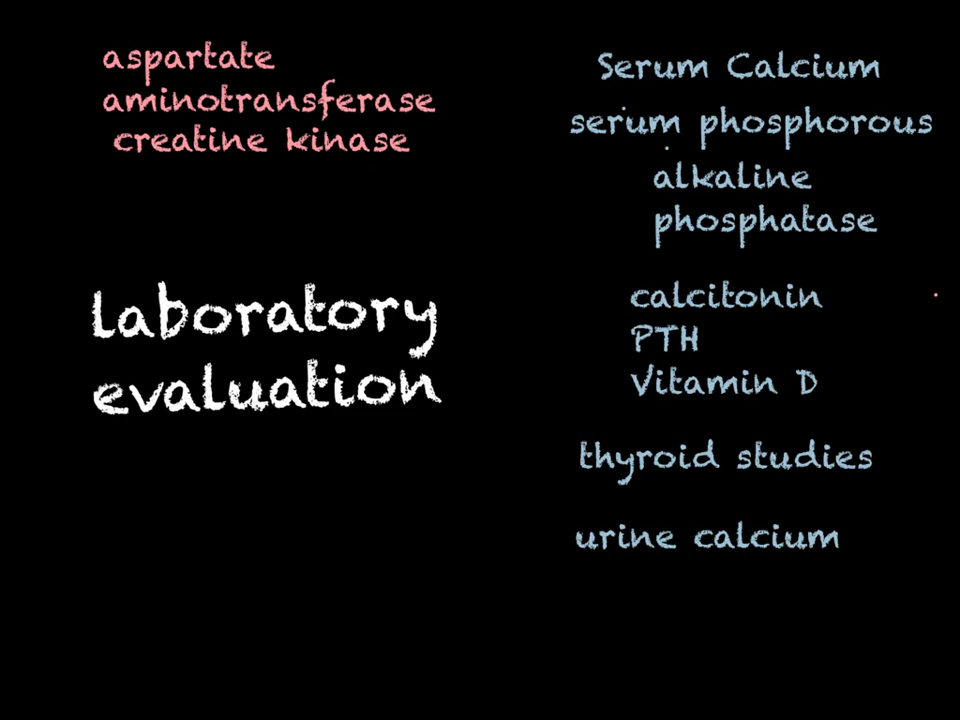 aspartate
aminotransferase
creatine kinase
laboratory
evaluation
Serum Calcium
serum phosphorous
alkaline
phosphatase
calcitonin
PTH
Vitamin D
thyroid studies
urine calcium